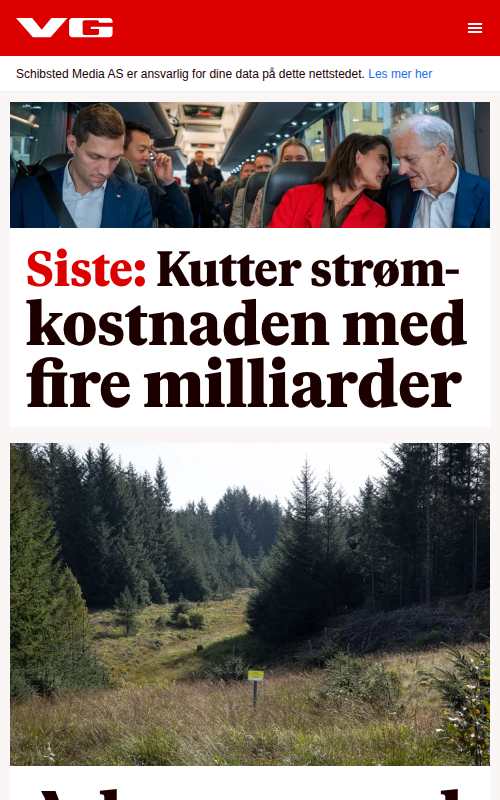 VG
Schibsted Media AS er ansvarlig for dine data på dette nettstedet. Les mer her
Siste: Kutter strøm-
kostnaden med
fire milliarder